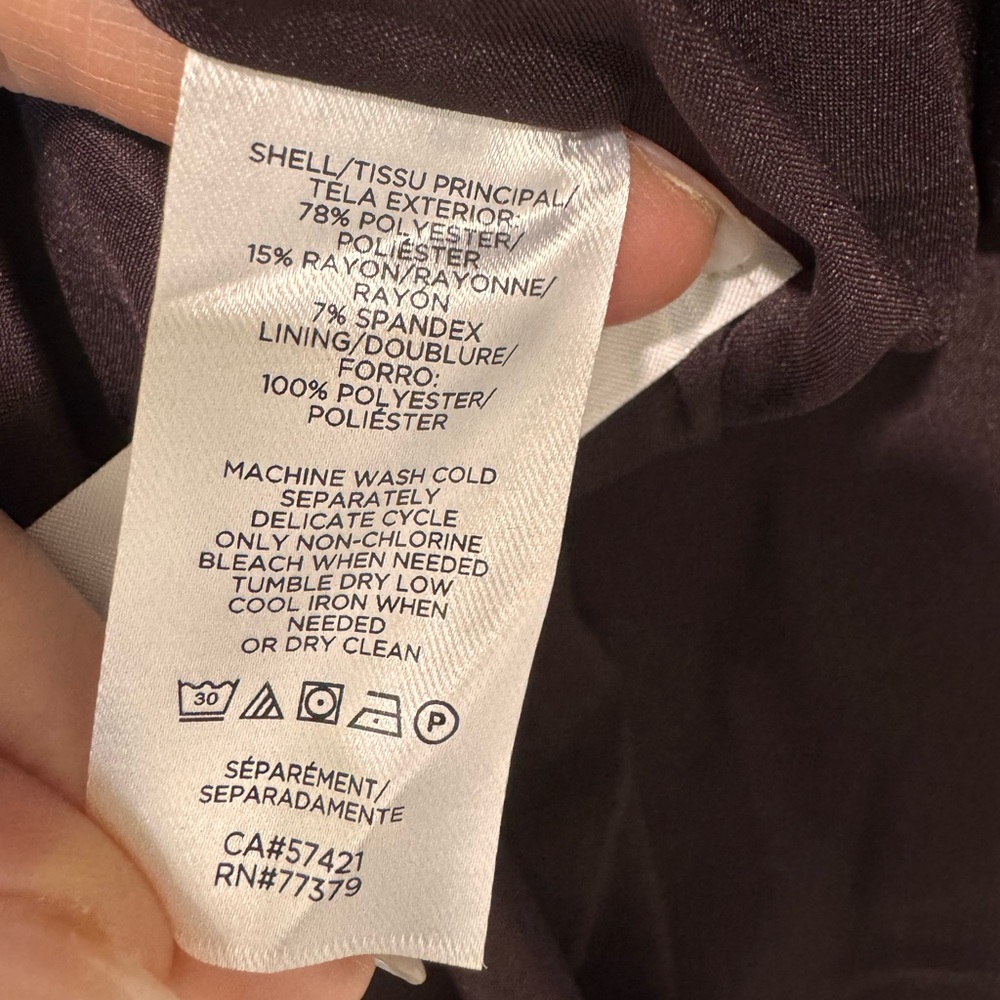 SHELL/TISSU PRINCIPAL/
TELA EXTERIOR:
78% POLYESTER/
POLIÉSTER
15% RAYON/RAYONNE/
RAYÓN
7% SPANDEX
LINING/DOUBLURE/
FORRO:
100% POLYESTER/
POLIÉSTER
MACHINE WASH COLD
SEPARATELY
DELICATE CYCLE
ONLY NON-CHLORINE
BLEACH WHEN NEEDED
TUMBLE DRY LOW
COOL IRON WHEN
NEEDED
OR DRY CLEAN
30 P
SÉPARÉMENT/
SEPARADAMENTE
CA#57421
RN#77379